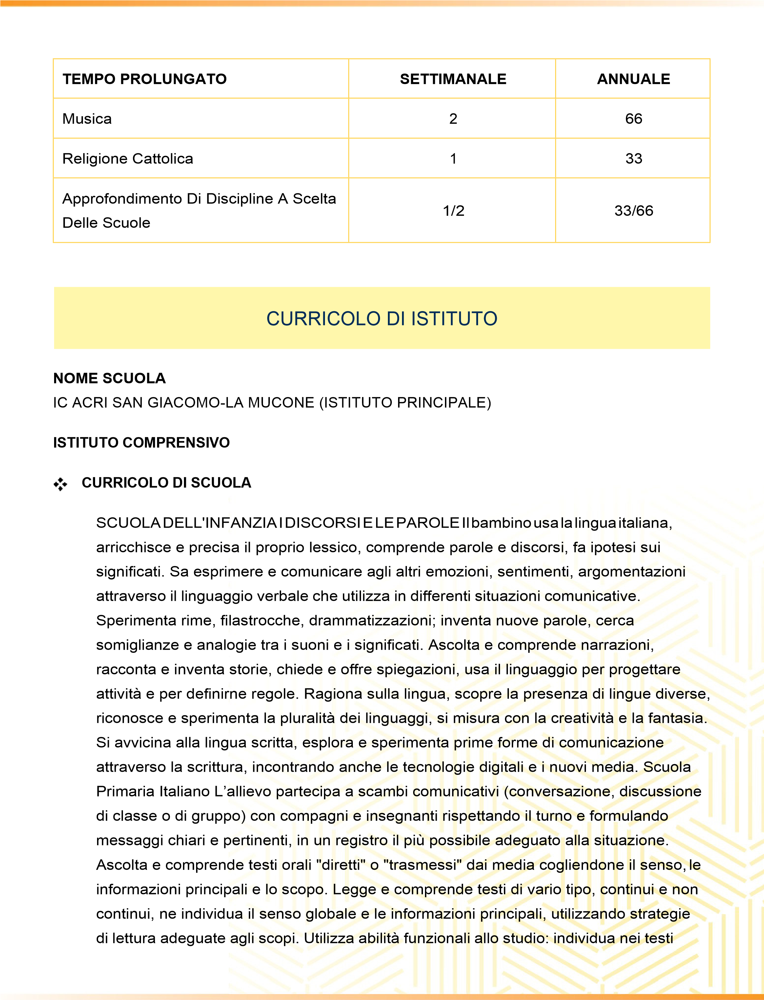 TEMPO PROLUNGATO SETTIMANALE ANNUALE
Musica 2 66
Religione Cattolica 1 33
Approfondimento Di Discipline A Scelta
Delle Scuole 1/2 33/66
CURRICOLO DI ISTITUTO
NOME SCUOLA
IC ACRI SAN GIACOMO-LA MUCONE (ISTITUTO PRINCIPALE)
ISTITUTO COMPRENSIVO
❖ CURRICOLO DI SCUOLA
SCUOLA DELL'INFANZIA I DISCORSI E LE PAROLE Il bambino usa la lingua italiana,
arricchisce e precisa il proprio lessico, comprende parole e discorsi, fa ipotesi sui
significati. Sa esprimere e comunicare agli altri emozioni, sentimenti, argomentazioni
attraverso il linguaggio verbale che utilizza in differenti situazioni comunicative.
Sperimenta rime, filastrocche, drammatizzazioni; inventa nuove parole, cerca
somiglianze e analogie tra i suoni e i significati. Ascolta e comprende narrazioni,
racconta e inventa storie, chiede e offre spiegazioni, usa il linguaggio per progettare
attività e per definirne regole. Ragiona sulla lingua, scopre la presenza di lingue diverse,
riconosce e sperimenta la pluralità dei linguaggi, si misura con la creatività e la fantasia.
Si avvicina alla lingua scritta, esplora e sperimenta prime forme di comunicazione
attraverso la scrittura, incontrando anche le tecnologie digitali e i nuovi media. Scuola
Primaria Italiano L’allievo partecipa a scambi comunicativi (conversazione, discussione
di classe o di gruppo) con compagni e insegnanti rispettando il turno e formulando
messaggi chiari e pertinenti, in un registro il più possibile adeguato alla situazione.
Ascolta e comprende testi orali "diretti" o "trasmessi" dai media cogliendone il senso, le
informazioni principali e lo scopo. Legge e comprende testi di vario tipo, continui e non
continui, ne individua il senso globale e le informazioni principali, utilizzando strategie
di lettura adeguate agli scopi. Utilizza abilità funzionali allo studio: individua nei testi